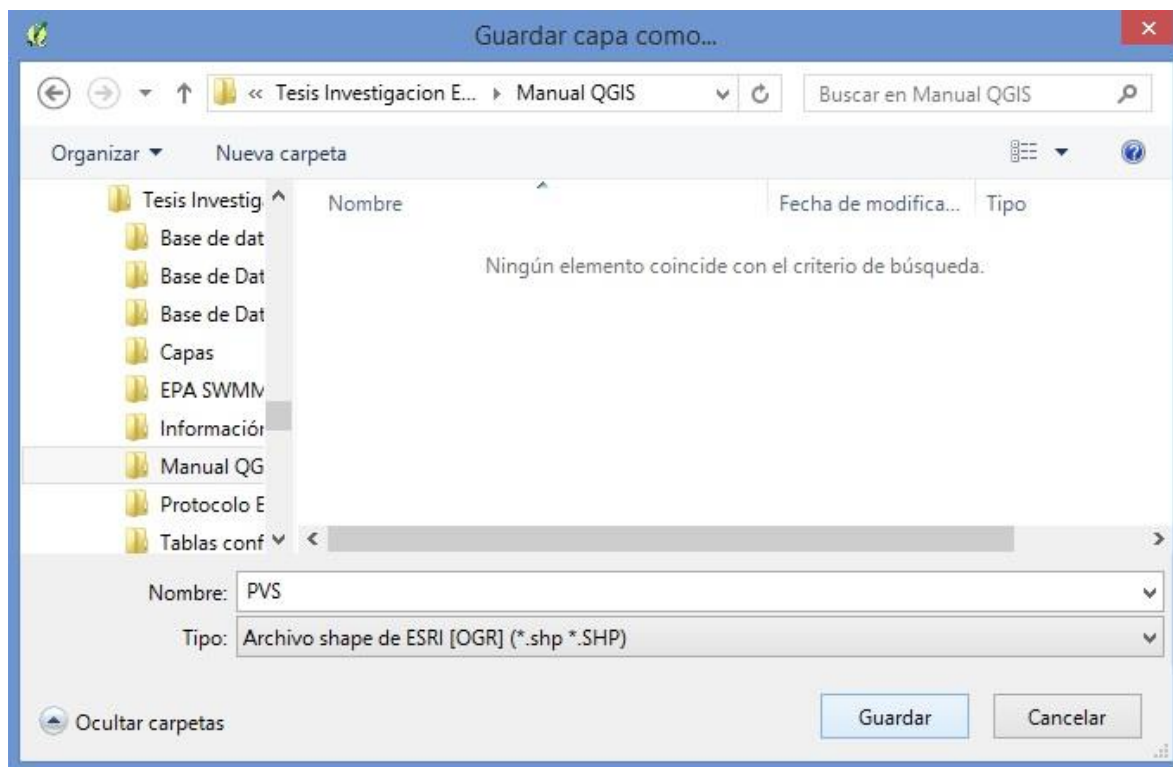 Guardar capa como...
« Tesis Investigacion E... Manual QGIS
Buscar en Manual QGIS
Organizar
Nueva carpeta
Tesis Investig
Base de dat
Base de Dat
Base de Dat
Capas
EPA SWMM
Información
Manual QG
Protocolo E
Tablas conf
Nombre
Fecha de modifica...
Tipo
Ningún elemento coincide con el criterio de búsqueda.
Nombre: PVS
Tipo: Archivo shape de ESRI [OGR] (*.shp *.SHP)
Ocultar carpetas
Guardar
Cancelar